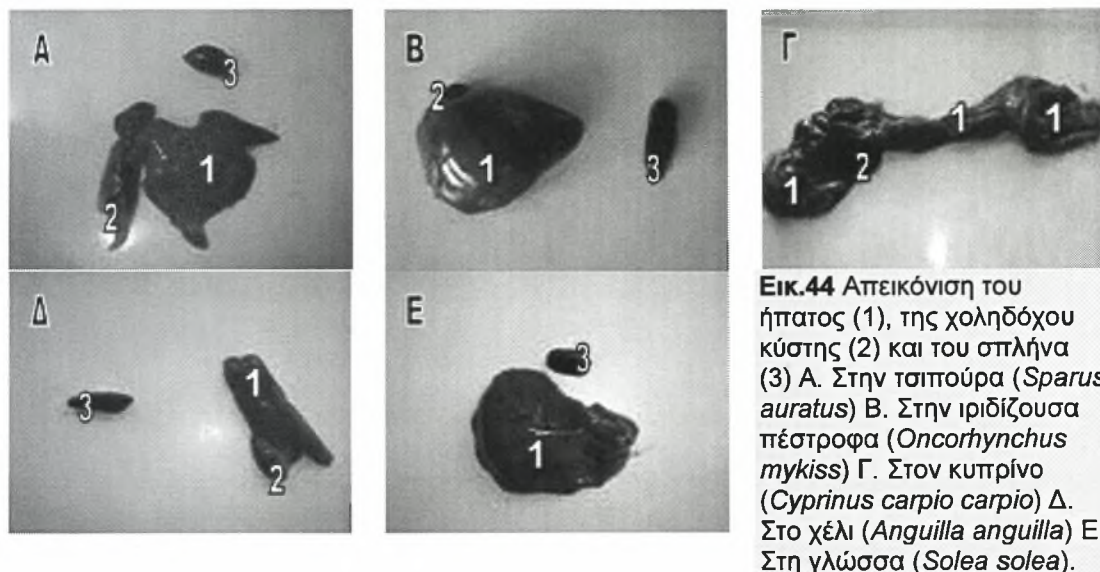 Α
3
1
2
Β
2
1
3
Γ
1
1
1
2
Δ
3
1
2
Ε
3
1
Εικ.44 Απεικόνιση του
ήπατος (1), της χοληδόχου
κύστης (2) και του σπλήνα
(3) Α. Στην τσιπούρα (Sparus
auratus) Β. Στην ιριδίζουσα
πέστροφα (Oncorhynchus
mykiss) Γ. Στον κυπρίνο
(Cyprinus carpio carpio) Δ.
Στο χέλι (Anguilla anguilla) Ε
Στη γλώσσα (Solea solea).